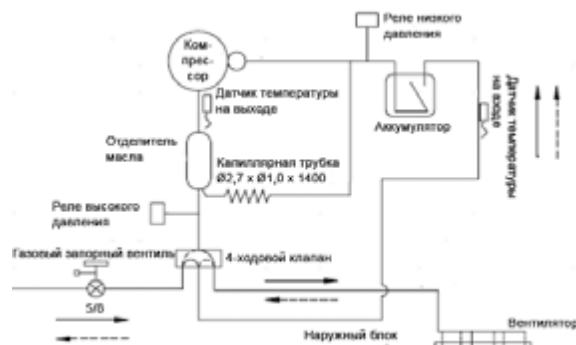 Реле низкого
давления
Ком-
прес-
сор
Датчик температуры
на выходе
Аккумулятор
Датчик температуры
на входе
Отделитель
масла
Капиллярная трубка
Ø2,7 x Ø1,0 x 1400
Реле высокого
давления
Газовый запорный вентиль
4-ходовой клапан
5/8
Наружный блок
Вентилятор